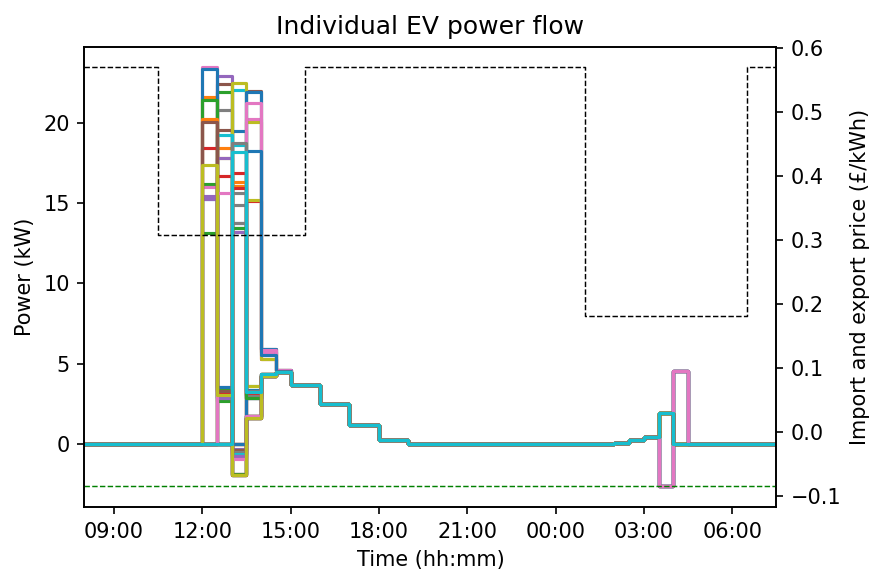 Individual EV power flow
Power (kW)
20
15
10
5
0
0.6
0.5
0.4
0.3
0.2
0.1
0.0
−0.1
Import and export price (£/kWh)
09:00 12:00 15:00 18:00 21:00 00:00 03:00 06:00
Time (hh:mm)